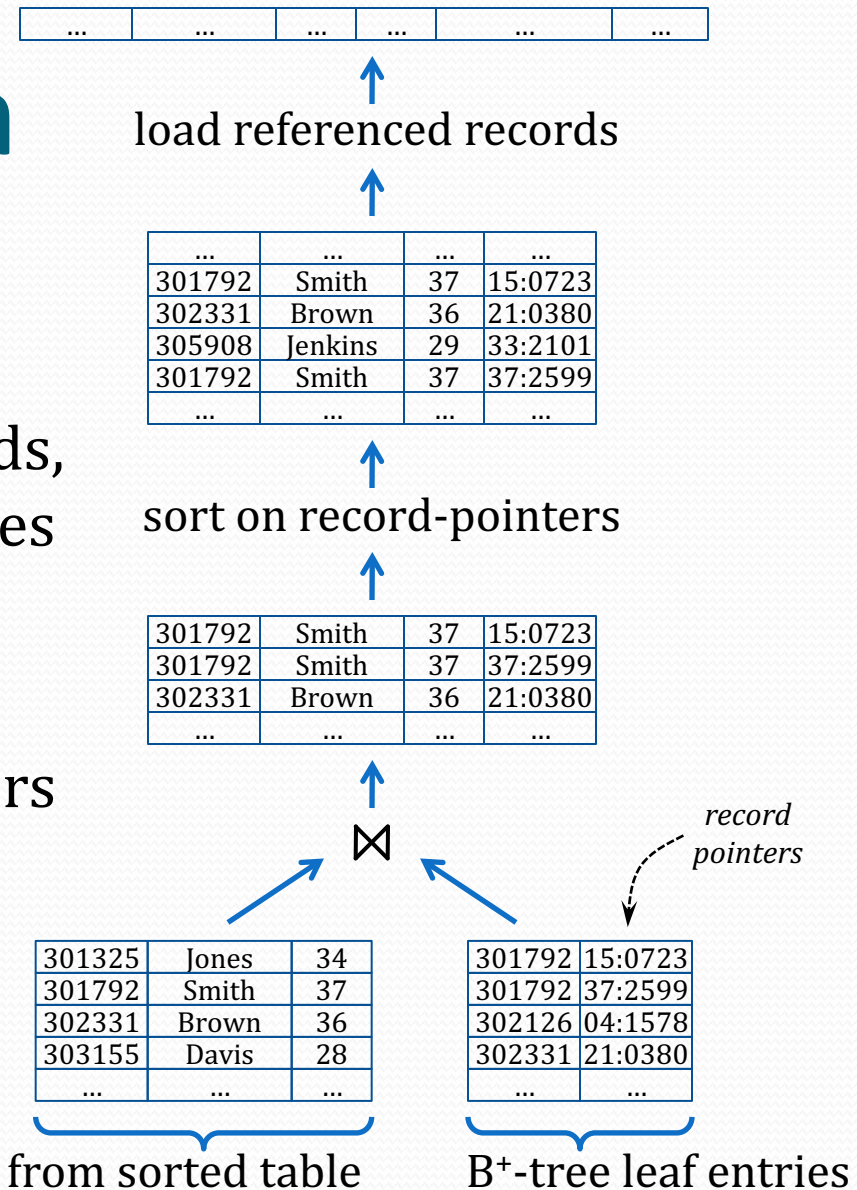 ... ... ... ... ... ...
load referenced records
... ... ... ...
301792 Smith 37 15:0723
302331 Brown 36 21:0380
305908 Jenkins 29 33:2101
301792 Smith 37 37:2599
... ... ... ...
ds,
sort on record-pointers
es
301792 Smith 37 15:0723
301792 Smith 37 37:2599
302331 Brown 36 21:0380
... ... ... ...
rs
⋈
record
pointers
301325 Jones 34
301792 Smith 37
302331 Brown 36
303155 Davis 28
... ... ...
301792 15:0723
301792 37:2599
302126 04:1578
302331 21:0380
... ...
from sorted table
B⁺-tree leaf entries